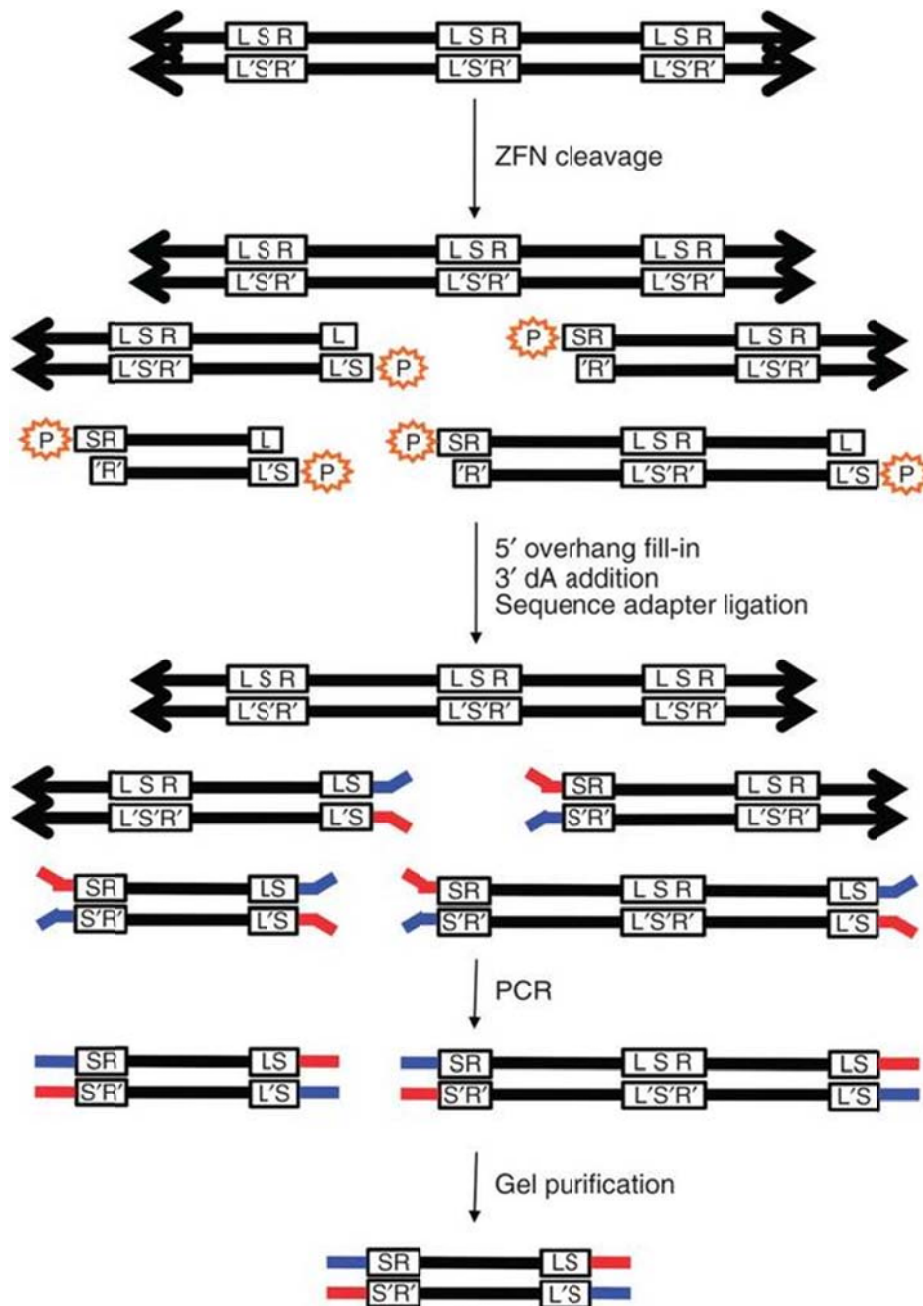 L S R L S R L S R
L'S'R' L'S'R' L'S'R'
ZFN cleavage
L S R L S R L S R
L'S'R' L'S'R' L'S'R'
L S R L P SR L S R
L'S'R' L'S P 'R' L'S'R'
P SR L P SR L S R L
'R' L'S P 'R' L'S'R' L'S P
5′ overhang fill-in
3′ dA addition
Sequence adapter ligation
L S R L S R L S R
L'S'R' L'S'R' L'S'R'
L S R LS SR L S R
L'S'R' L'S S'R' L'S'R'
SR LS SR L S R LS
S'R' L'S S'R' L'S'R' L'S
PCR
SR LS SR L S R LS
S'R' L'S S'R' L'S'R' L'S
Gel purification
SR LS
S'R' L'S